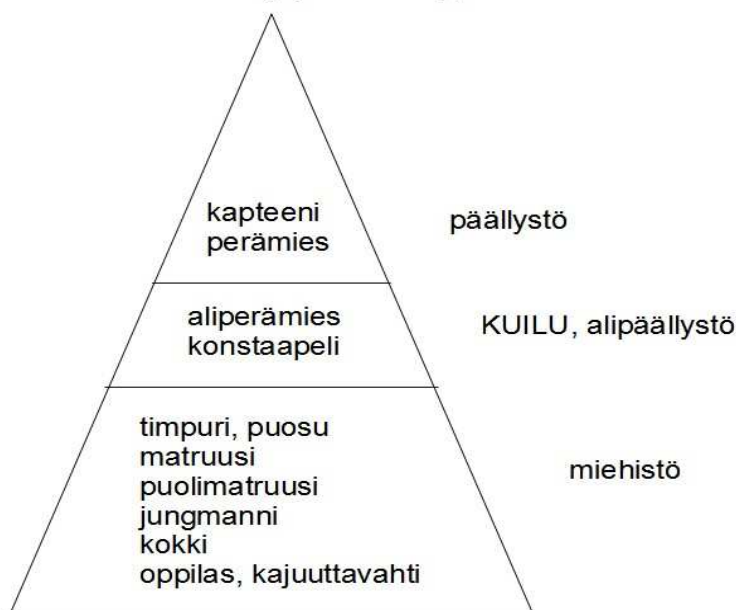 kapteeni
perämies
päällystö
aliperämies
konstaapeli
KUILU, alipäällystö
timpuri, puosu
matruusi
puolimatruusi
jungmanni
kokki
oppilas, kajuuttavahti
miehistö